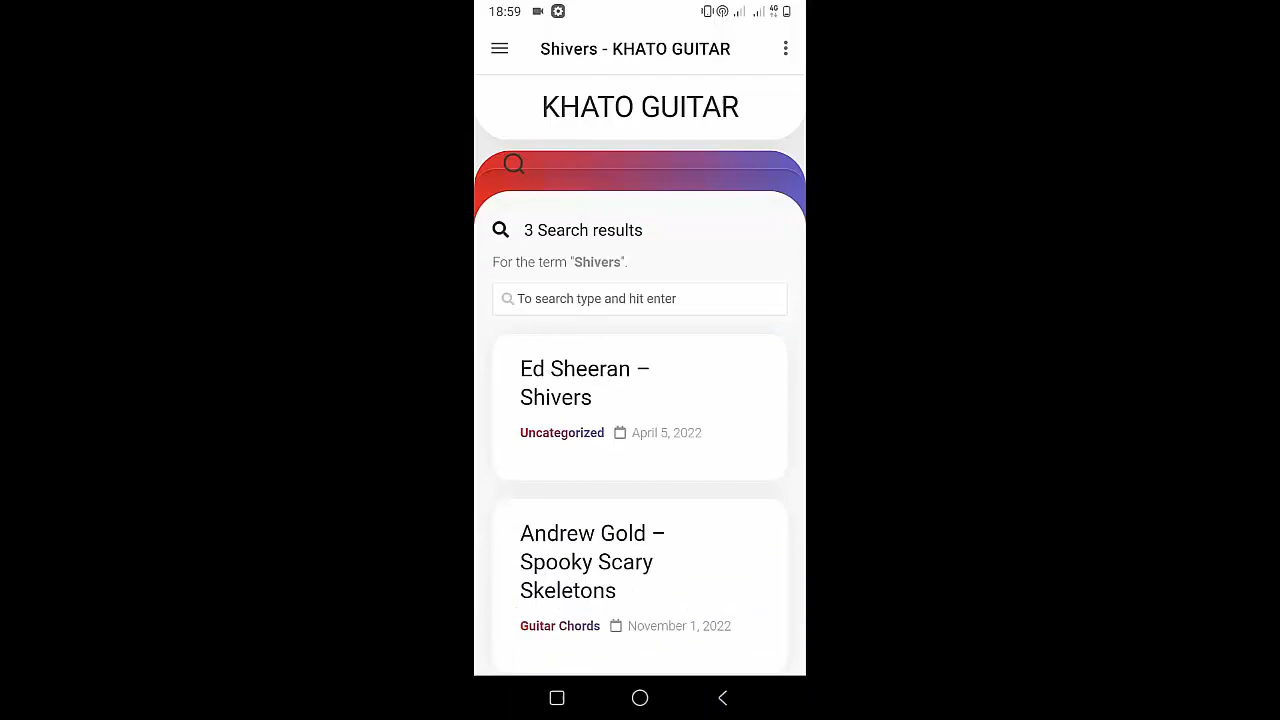 18:59
4G
Shivers - KHATO GUITAR
KHATO GUITAR
3 Search results
For the term "Shivers".
To search type and hit enter
Ed Sheeran –
Shivers
Uncategorized April 5, 2022
Andrew Gold –
Spooky Scary
Skeletons
Guitar Chords November 1, 2022